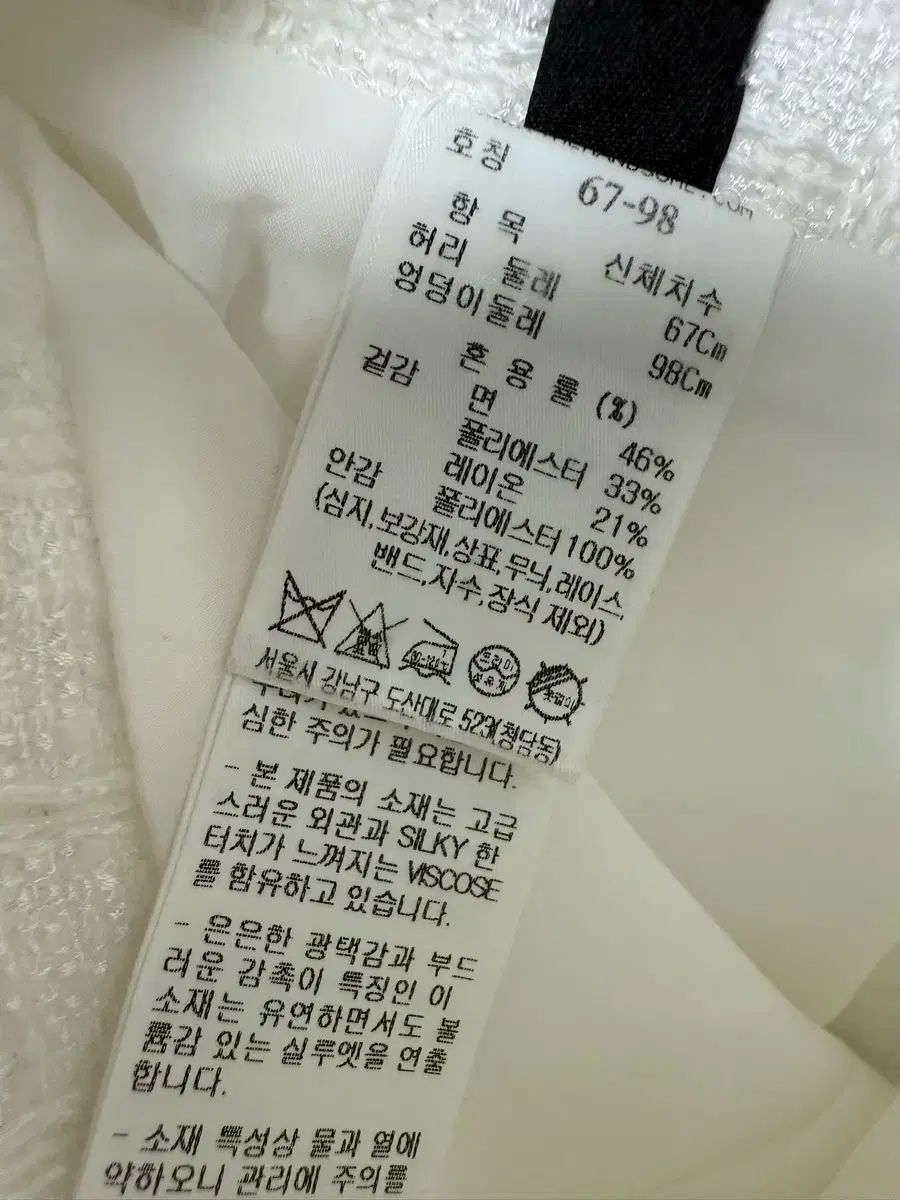 호칭 67-98
항 목 신체치수
허리 둘레 67Cm
엉덩이둘레 98Cm
혼 용 률 (%)
겉감 면 46%
폴리에스터 33%
레이온 21%
안감 폴리에스터 100%
(심지,보강재,상표,무늬,레이스,
밴드,자수,장식 제외)
서울시 강남구 도산대로 523(청담동)
심한 주의가 필요합니다.
- 본 제품의 소재는 고급
스러운 외관과 SILKY 한
터치가 느껴지는 VISCOSE
를 함유하고 있습니다.
- 은은한 광택감과 부드
러운 감촉이 특징인 이
소재는 유연하면서도 볼
륨감 있는 실루엣을 연출
합니다.
- 소재 특성상 물과 열에
약하오니 관리에 주의를